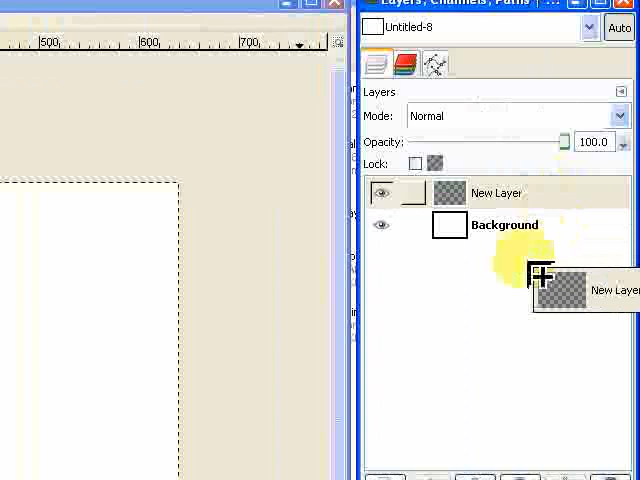 Layers, Channels, Paths
Untitled-8
Auto
500
600
700
Layers
Mode: Normal
Opacity: 100.0
Lock:
New Layer
Background
New Layer